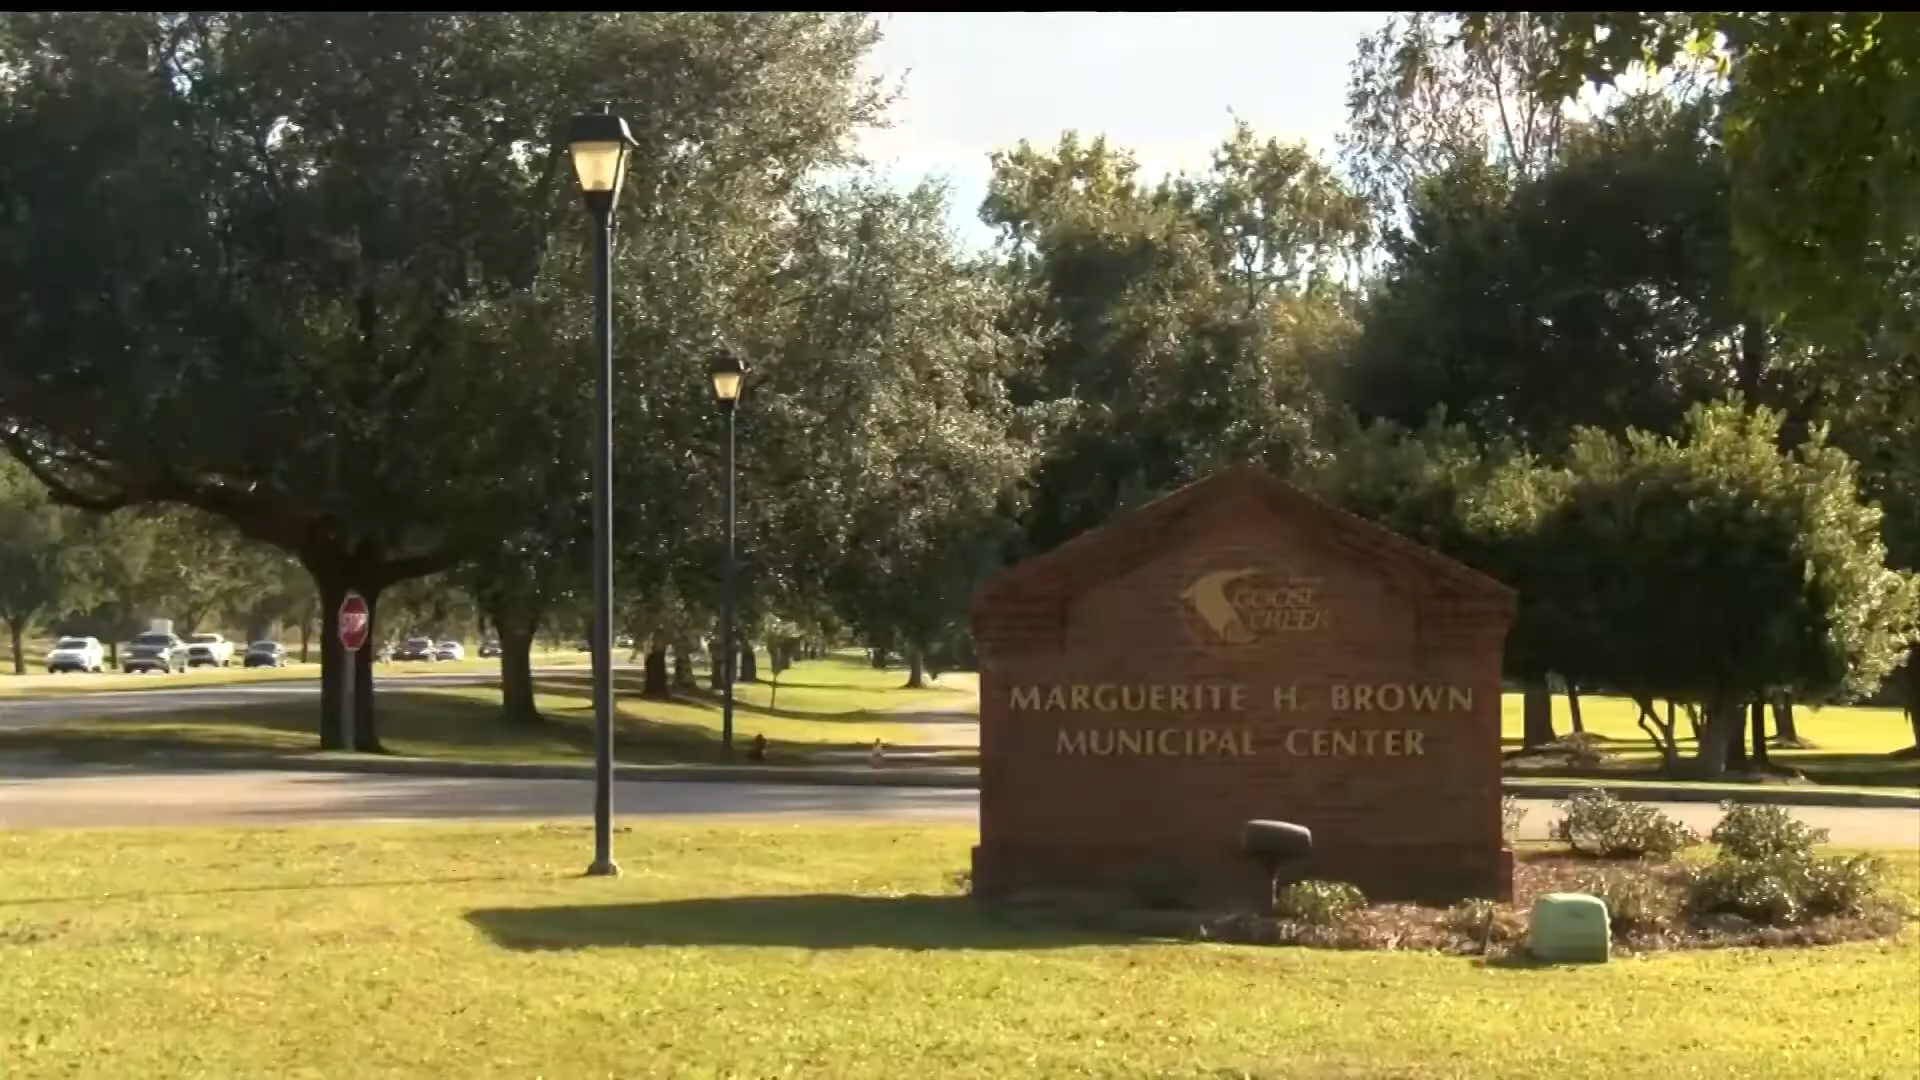 GOOSE
CREEK
MARGUERITE H. BROWN
MUNICIPAL CENTER
STOP